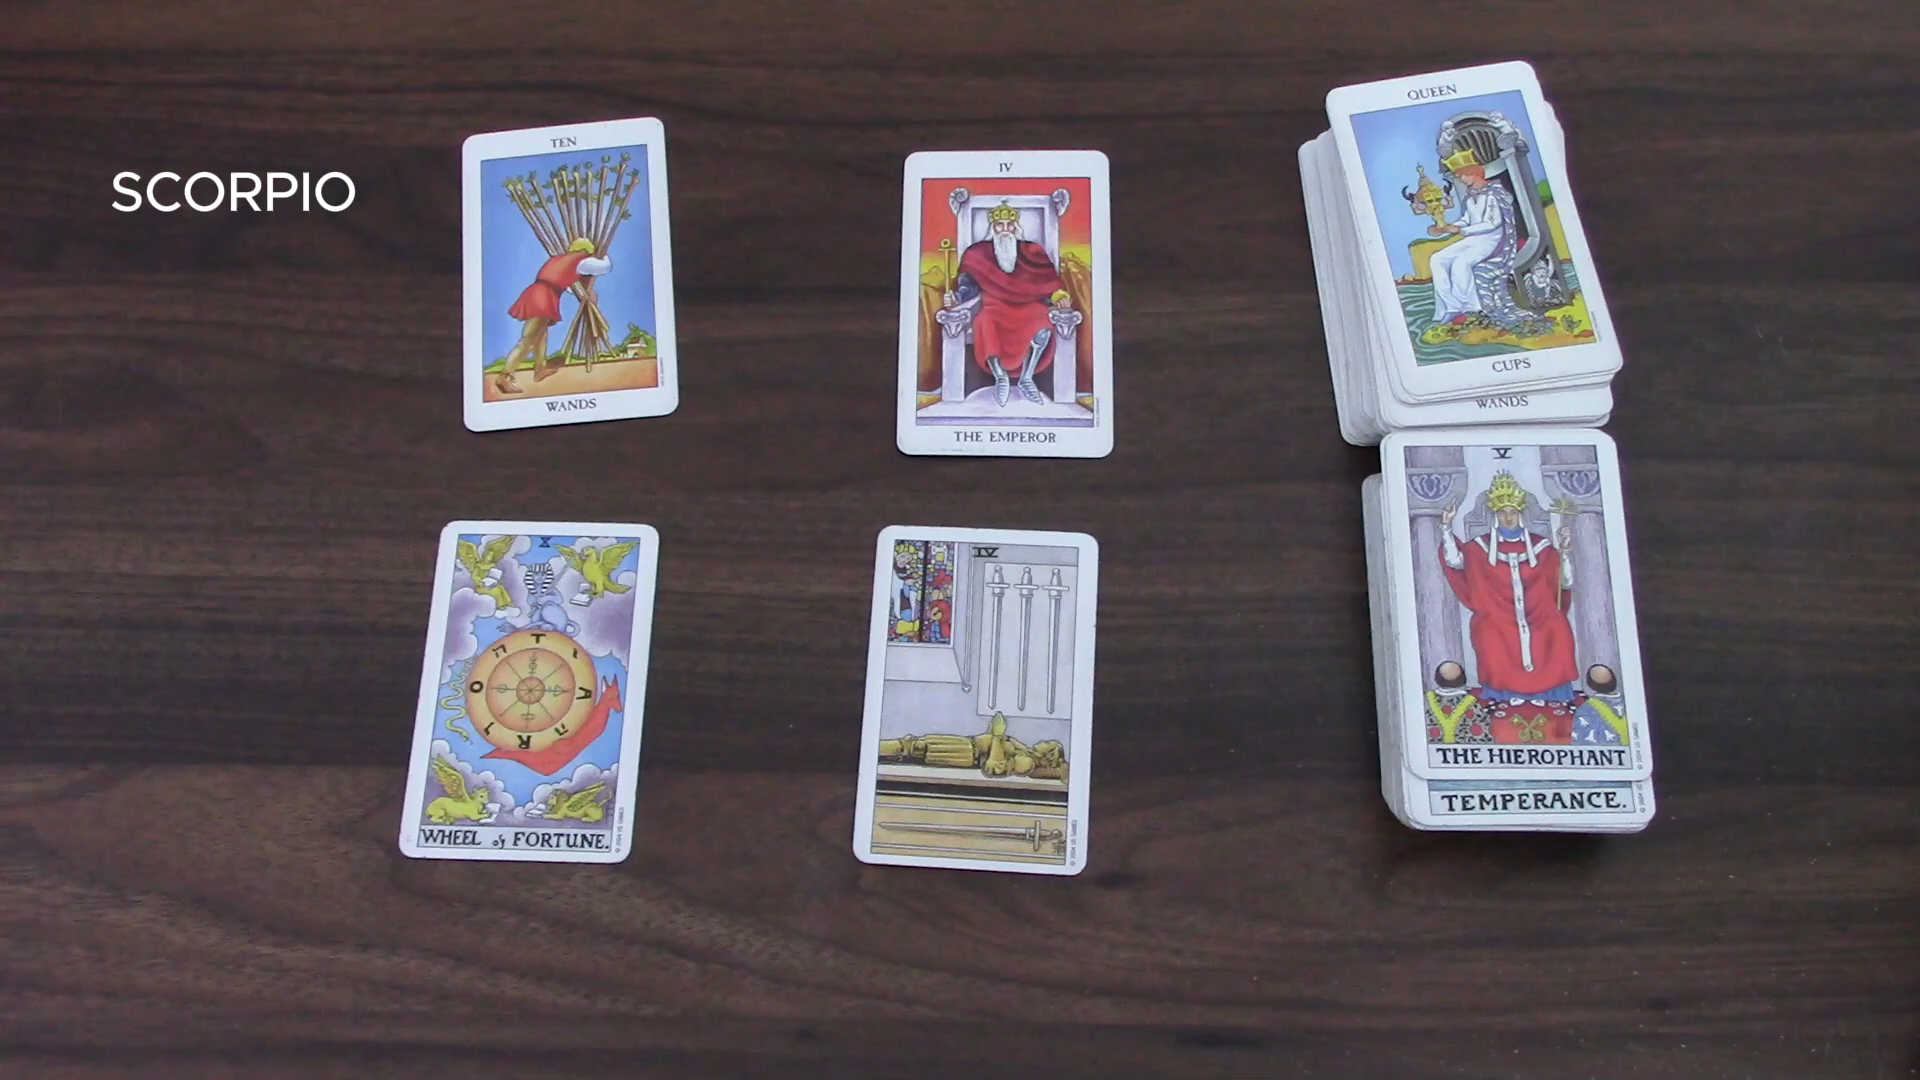 SCORPIO
TEN
WANDS
IV
THE EMPEROR
QUEEN
CUPS
WANDS
X
T
A
R
O
WHEEL of FORTUNE.
IV
V
THE HIEROPHANT
TEMPERANCE.